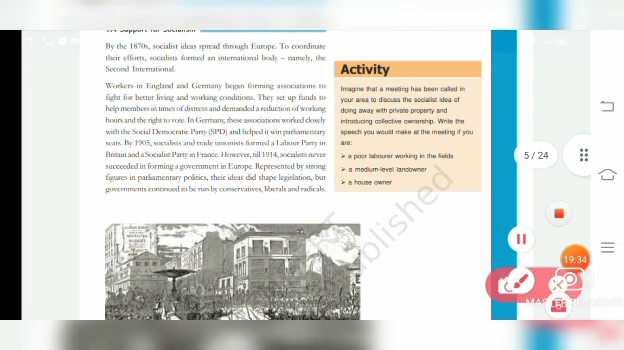 1.4 Support for Socialism
By the 1870s, socialist ideas spread through Europe. To coordinate
their efforts, socialists formed an international body – namely, the
Second International.
Workers in England and Germany began forming associations to
fight for better living and working conditions. They set up funds to
help members in times of distress and demanded a reduction of working
hours and the right to vote. In Germany, these associations worked closely
with the Social Democratic Party (SPD) and helped it win parliamentary
seats. By 1905, socialists and trade unionists formed a Labour Party in
Britain and a Socialist Party in France. However, till 1914, socialists never
succeeded in forming a government in Europe. Represented by strong
figures in parliamentary politics, their ideas did shape legislation, but
governments continued to be run by conservatives, liberals and radicals.
Activity
Imagine that a meeting has been called in
your area to discuss the socialist idea of
doing away with private property and
introducing collective ownership. Write the
speech you would make at the meeting if you
are:
➢ a poor labourer working in the fields
➢ a medium-level landowner
➢ a house owner
5 / 24
19:34